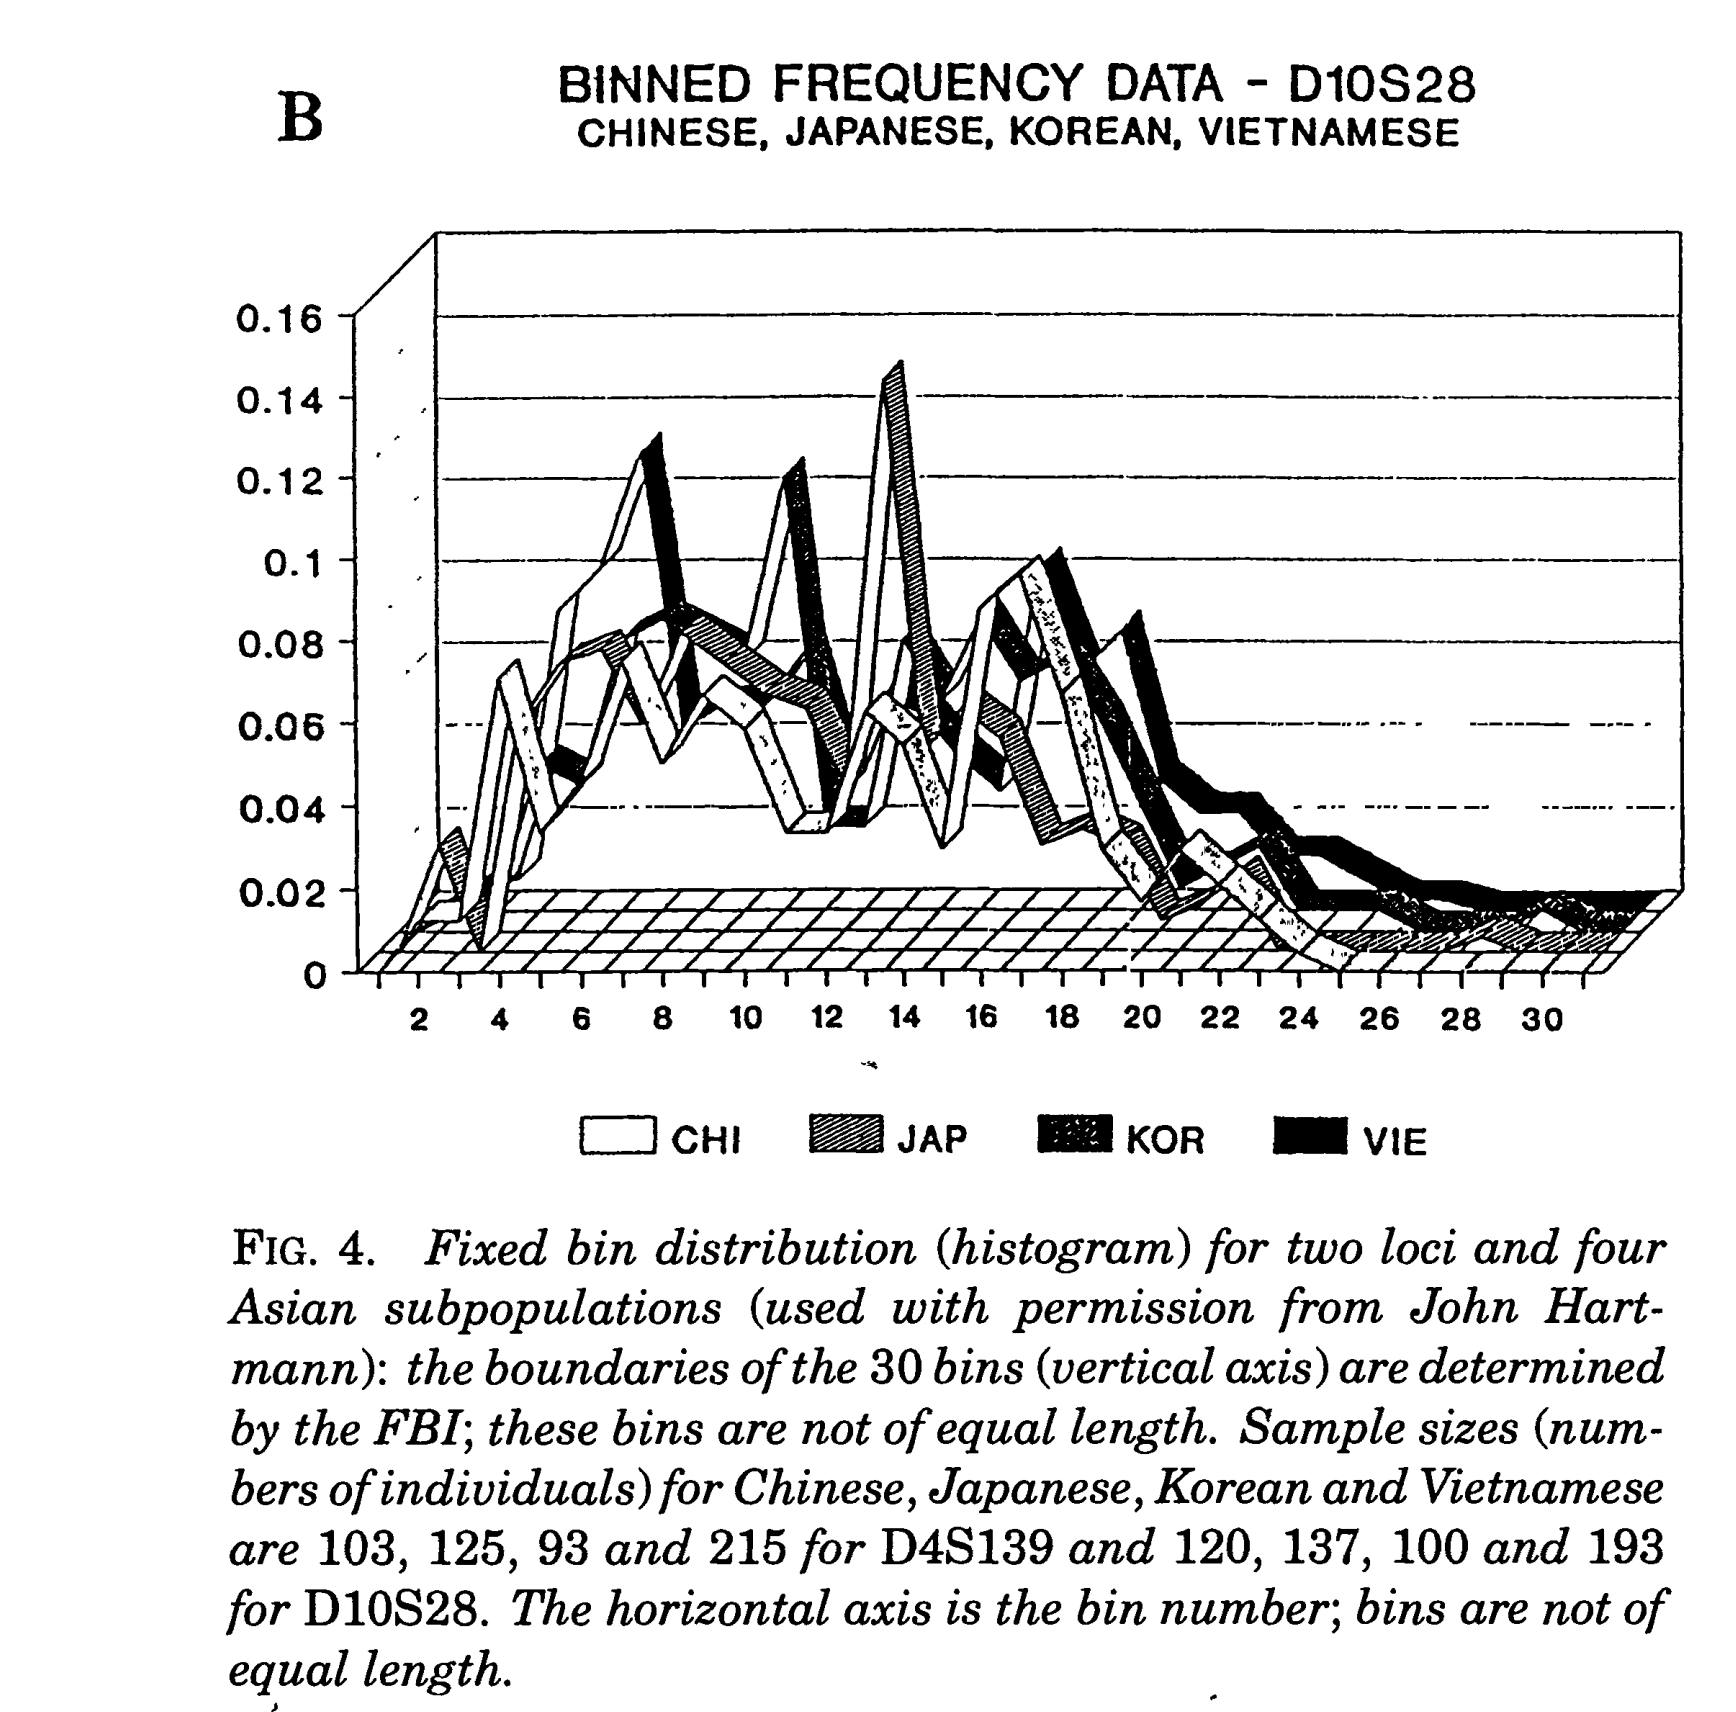 B
BINNED FREQUENCY DATA - D10S28
CHINESE, JAPANESE, KOREAN, VIETNAMESE
0.16
0.14
0.12
0.1
0.08
0.06
0.04
0.02
0
2 4 6 8 10 12 14 16 18 20 22 24 26 28 30
CHI JAP KOR VIE
FIG. 4. Fixed bin distribution (histogram) for two loci and four
Asian subpopulations (used with permission from John Hart-
mann): the boundaries of the 30 bins (vertical axis) are determined
by the FBI; these bins are not of equal length. Sample sizes (num-
bers of individuals) for Chinese, Japanese, Korean and Vietnamese
are 103, 125, 93 and 215 for D4S139 and 120, 137, 100 and 193
for D10S28. The horizontal axis is the bin number; bins are not of
equal length.